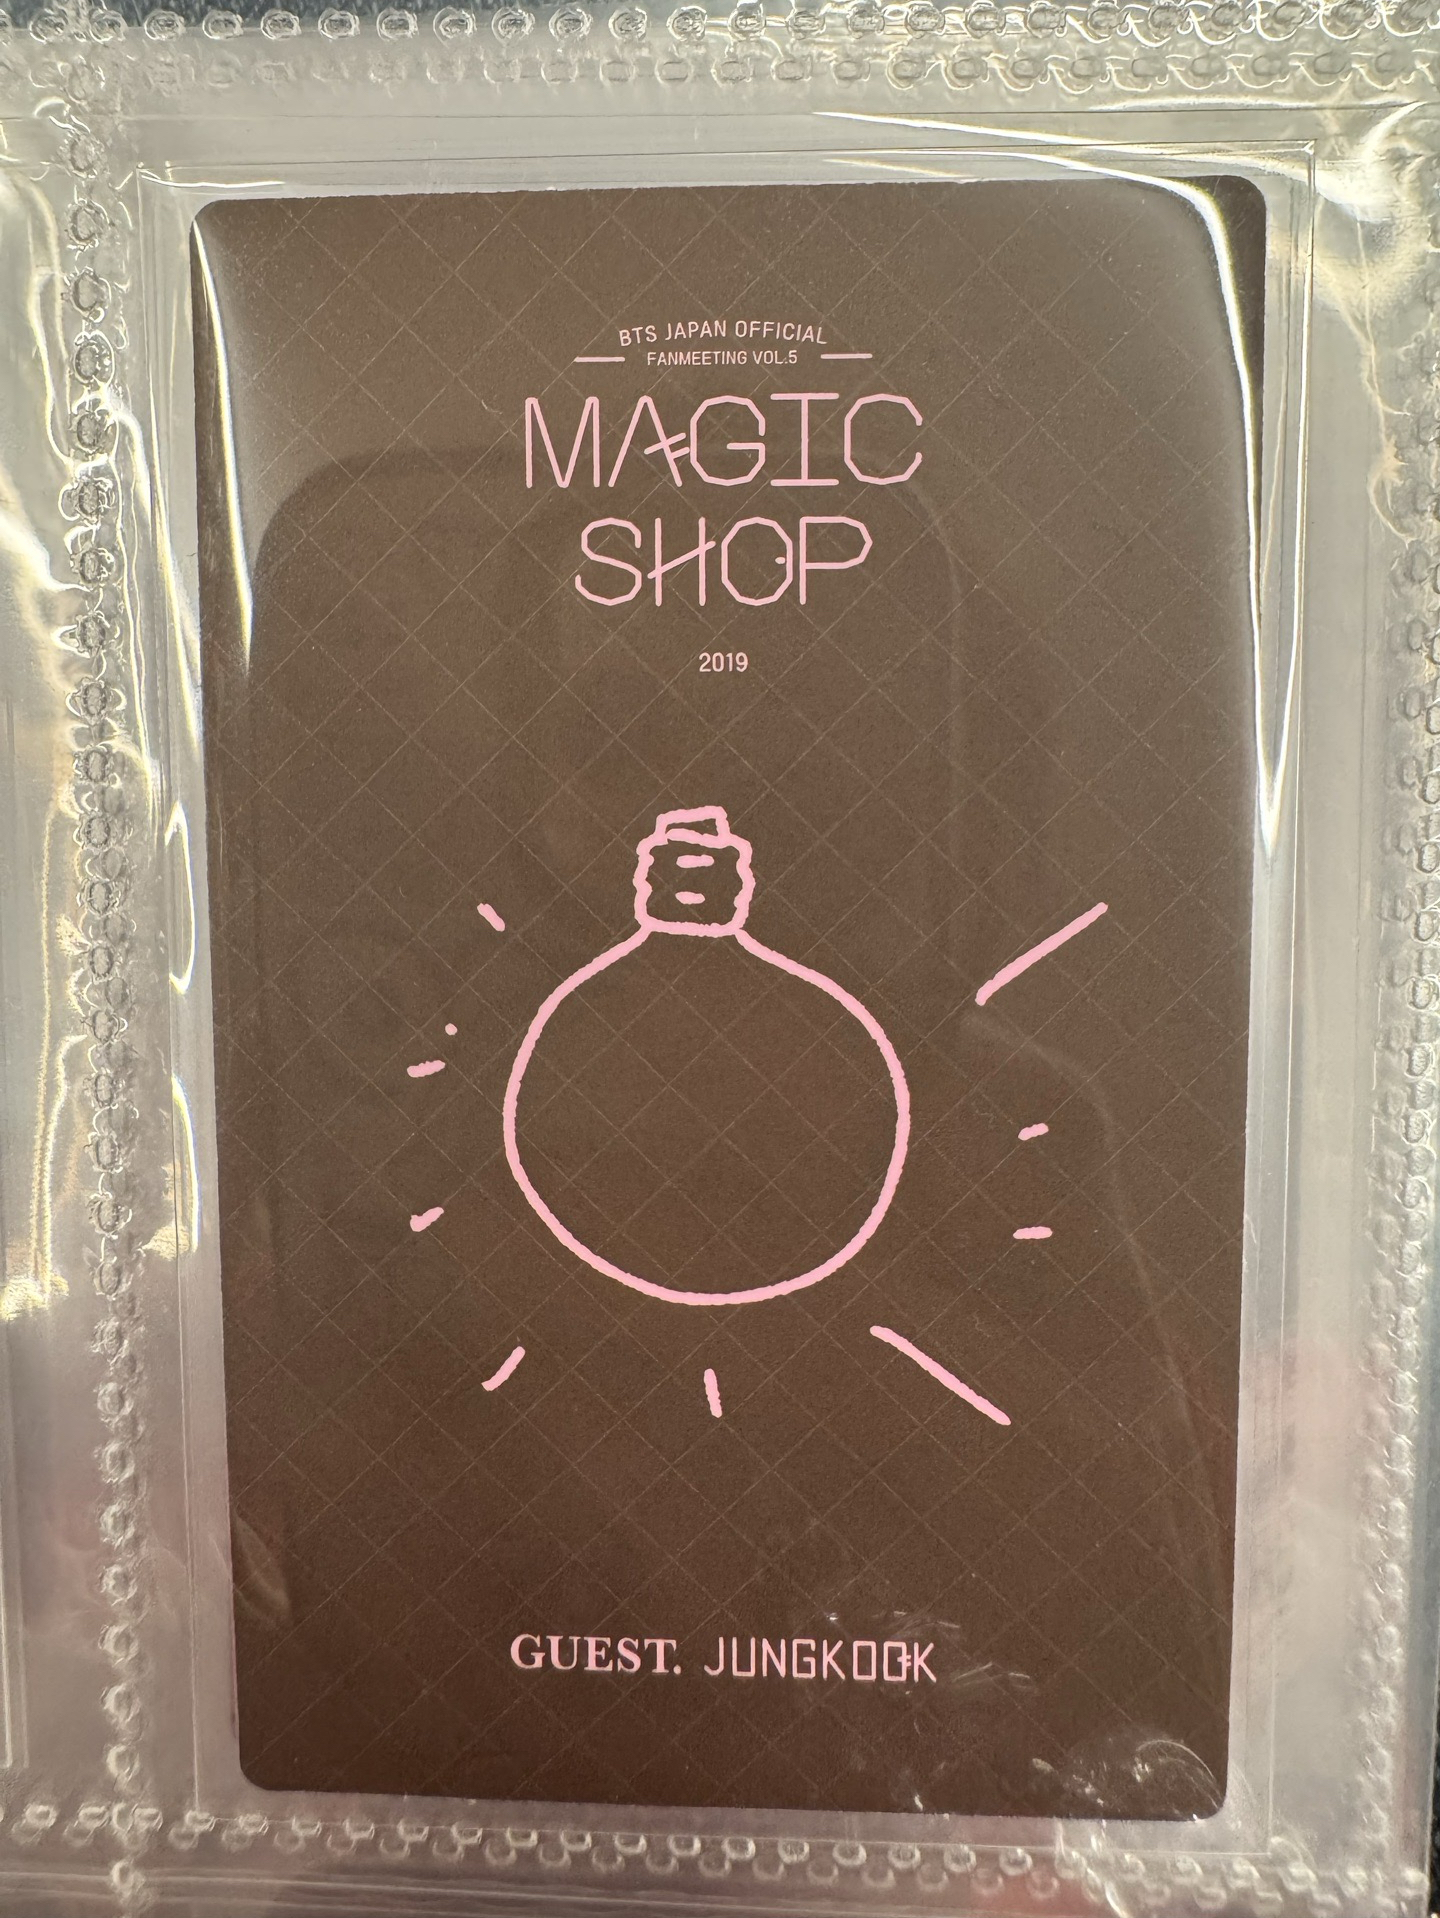 BTS JAPAN OFFICIAL
FANMEETING VOL.5
MAGIC
SHOP
2019
GUEST. JUNGKOOK